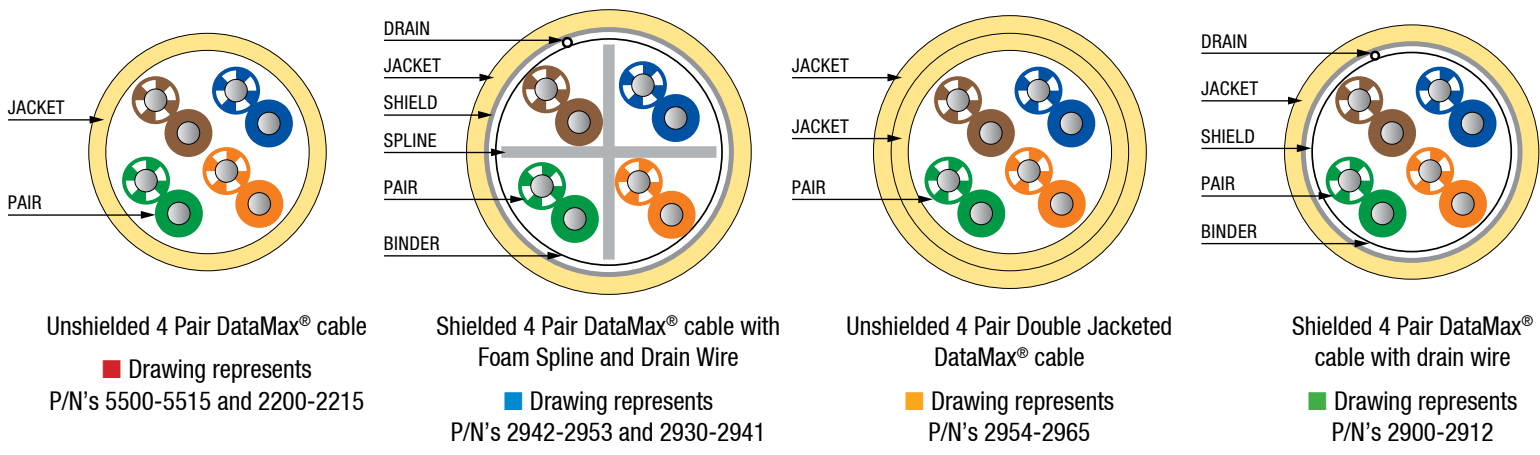 JACKET
PAIR
Unshielded 4 Pair DataMax® cable
Drawing represents
P/N's 5500-5515 and 2200-2215
DRAIN
JACKET
SHIELD
SPLINE
PAIR
BINDER
Shielded 4 Pair DataMax® cable with
Foam Spline and Drain Wire
Drawing represents
P/N's 2942-2953 and 2930-2941
JACKET
JACKET
PAIR
Unshielded 4 Pair Double Jacketed
DataMax® cable
Drawing represents
P/N's 2954-2965
DRAIN
JACKET
SHIELD
PAIR
BINDER
Shielded 4 Pair DataMax®
cable with drain wire
Drawing represents
P/N's 2900-2912